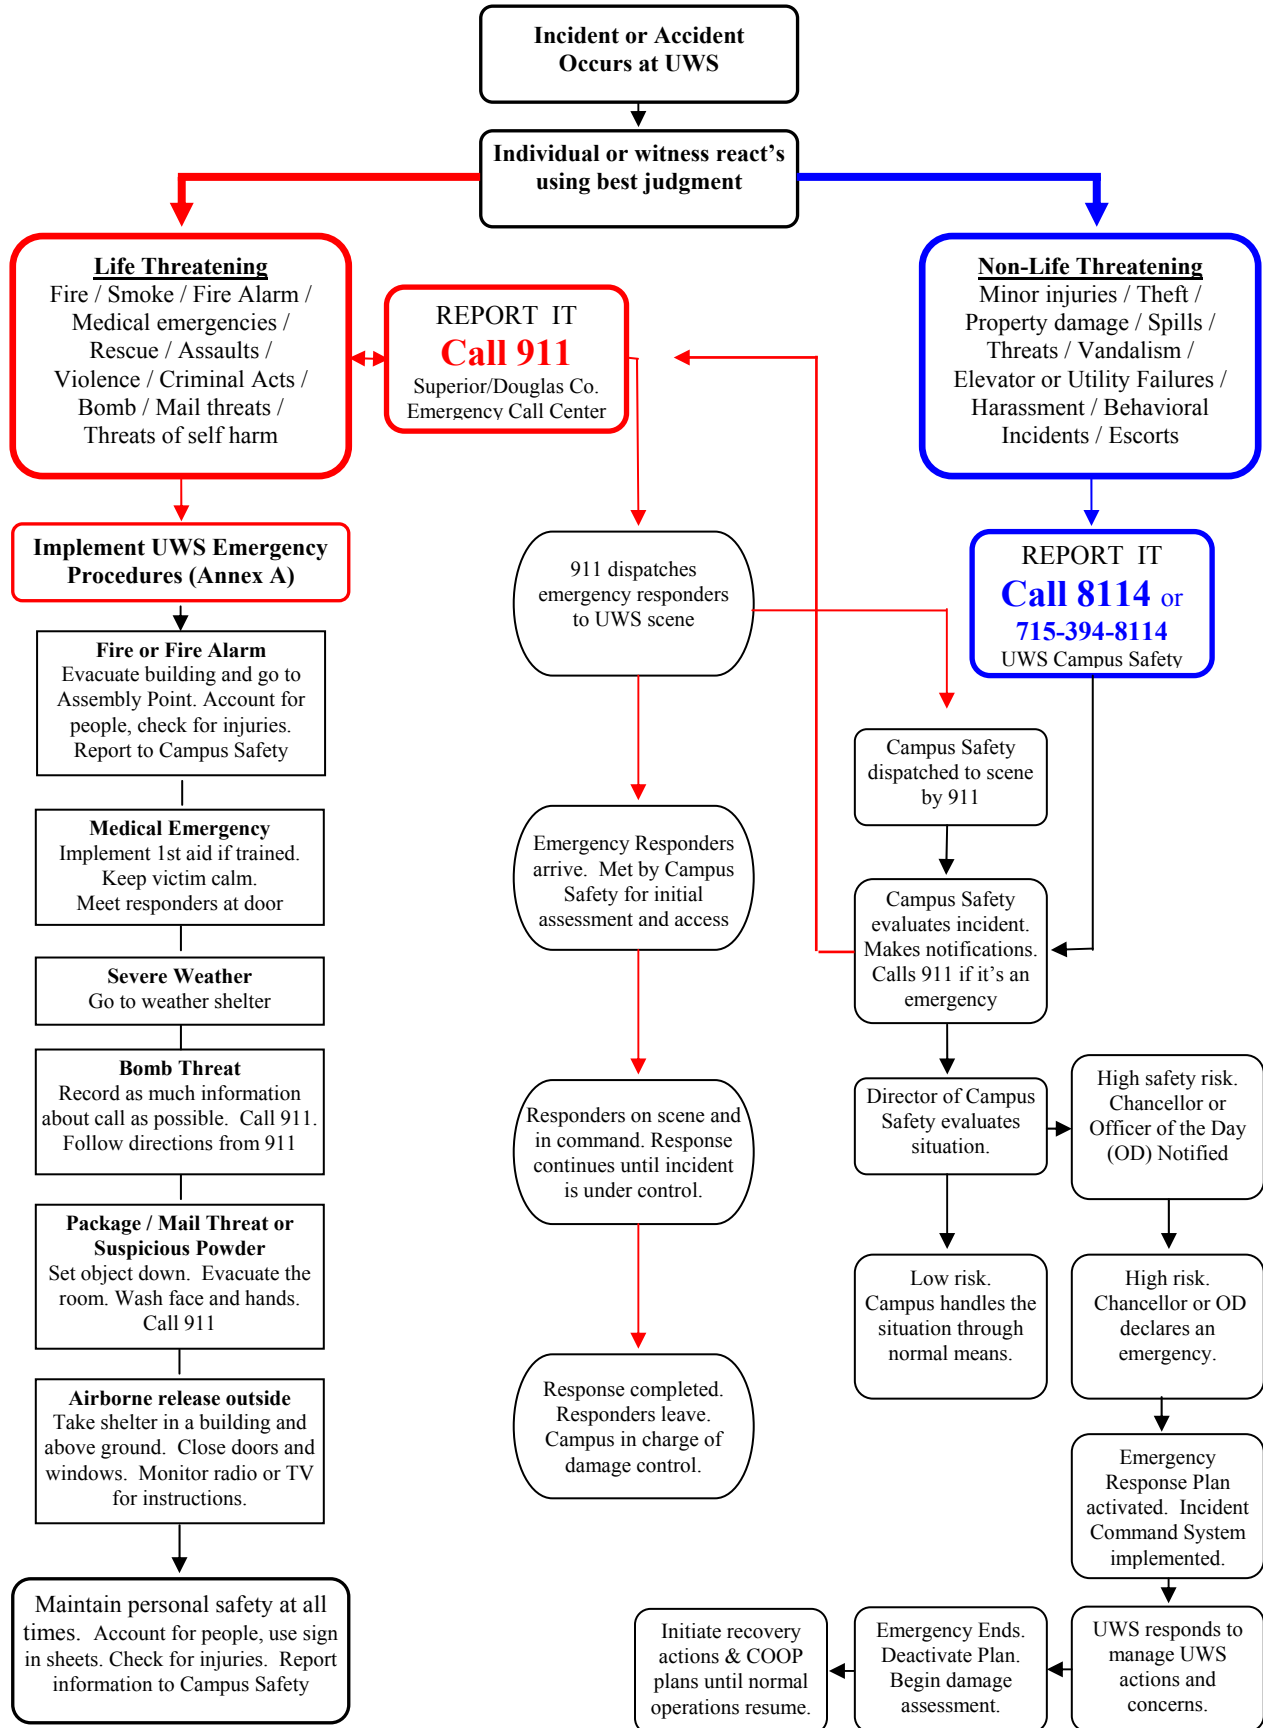 Incident or Accident
Occurs at UWS
Individual or witness react's
using best judgment
Life Threatening
Fire / Smoke / Fire Alarm /
Medical emergencies /
Rescue / Assaults /
Violence / Criminal Acts /
Bomb / Mail threats /
Threats of self harm
REPORT IT
Call 911
Superior/Douglas Co.
Emergency Call Center
Non-Life Threatening
Minor injuries / Theft /
Property damage / Spills /
Threats / Vandalism /
Elevator or Utility Failures /
Harassment / Behavioral
Incidents / Escorts
Implement UWS Emergency
Procedures (Annex A)
Fire or Fire Alarm
Evacuate building and go to
Assembly Point. Account for
people, check for injuries.
Report to Campus Safety
Medical Emergency
Implement 1st aid if trained.
Keep victim calm.
Meet responders at door
Severe Weather
Go to weather shelter
Bomb Threat
Record as much information
about call as possible. Call 911.
Follow directions from 911
Package / Mail Threat or
Suspicious Powder
Set object down. Evacuate the
room. Wash face and hands.
Call 911
Airborne release outside
Take shelter in a building and
above ground. Close doors and
windows. Monitor radio or TV
for instructions.
Maintain personal safety at all
times. Account for people, use sign
in sheets. Check for injuries. Report
information to Campus Safety
911 dispatches
emergency responders
to UWS scene
Emergency Responders
arrive. Met by Campus
Safety for initial
assessment and access
Responders on scene and
in command. Response
continues until incident
is under control.
Response completed.
Responders leave.
Campus in charge of
damage control.
REPORT IT
Call 8114 or
715-394-8114
UWS Campus Safety
Campus Safety
dispatched to scene
by 911
Campus Safety
evaluates incident.
Makes notifications.
Calls 911 if it's an
emergency
Director of Campus
Safety evaluates
situation.
High safety risk.
Chancellor or
Officer of the Day
(OD) Notified
Low risk.
Campus handles the
situation through
normal means.
High risk.
Chancellor or OD
declares an
emergency.
Emergency
Response Plan
activated. Incident
Command System
implemented.
UWS responds to
manage UWS
actions and
concerns.
Emergency Ends.
Deactivate Plan.
Begin damage
assessment.
Initiate recovery
actions & COOP
plans until normal
operations resume.